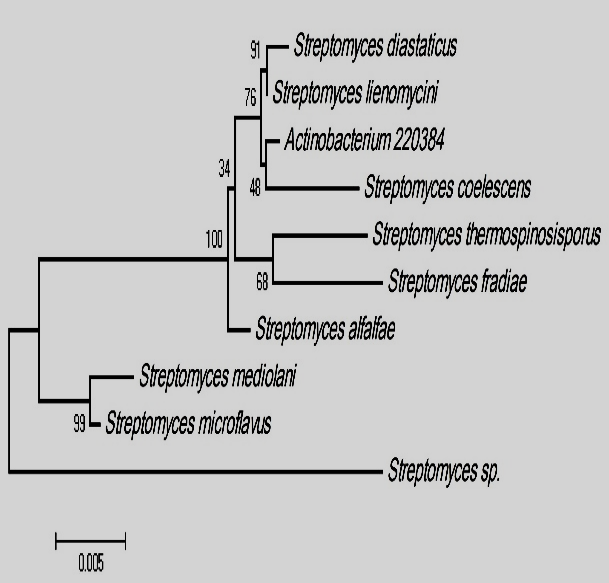 91
Streptomyces diastaticus
76
Streptomyces lienomycini
Actinobacterium 220384
34
48
Streptomyces coelescens
100
Streptomyces thermospinosisporus
68
Streptomyces fradiae
Streptomyces alfalfae
Streptomyces mediolani
99
Streptomyces microflavus
Streptomyces sp.
0.005